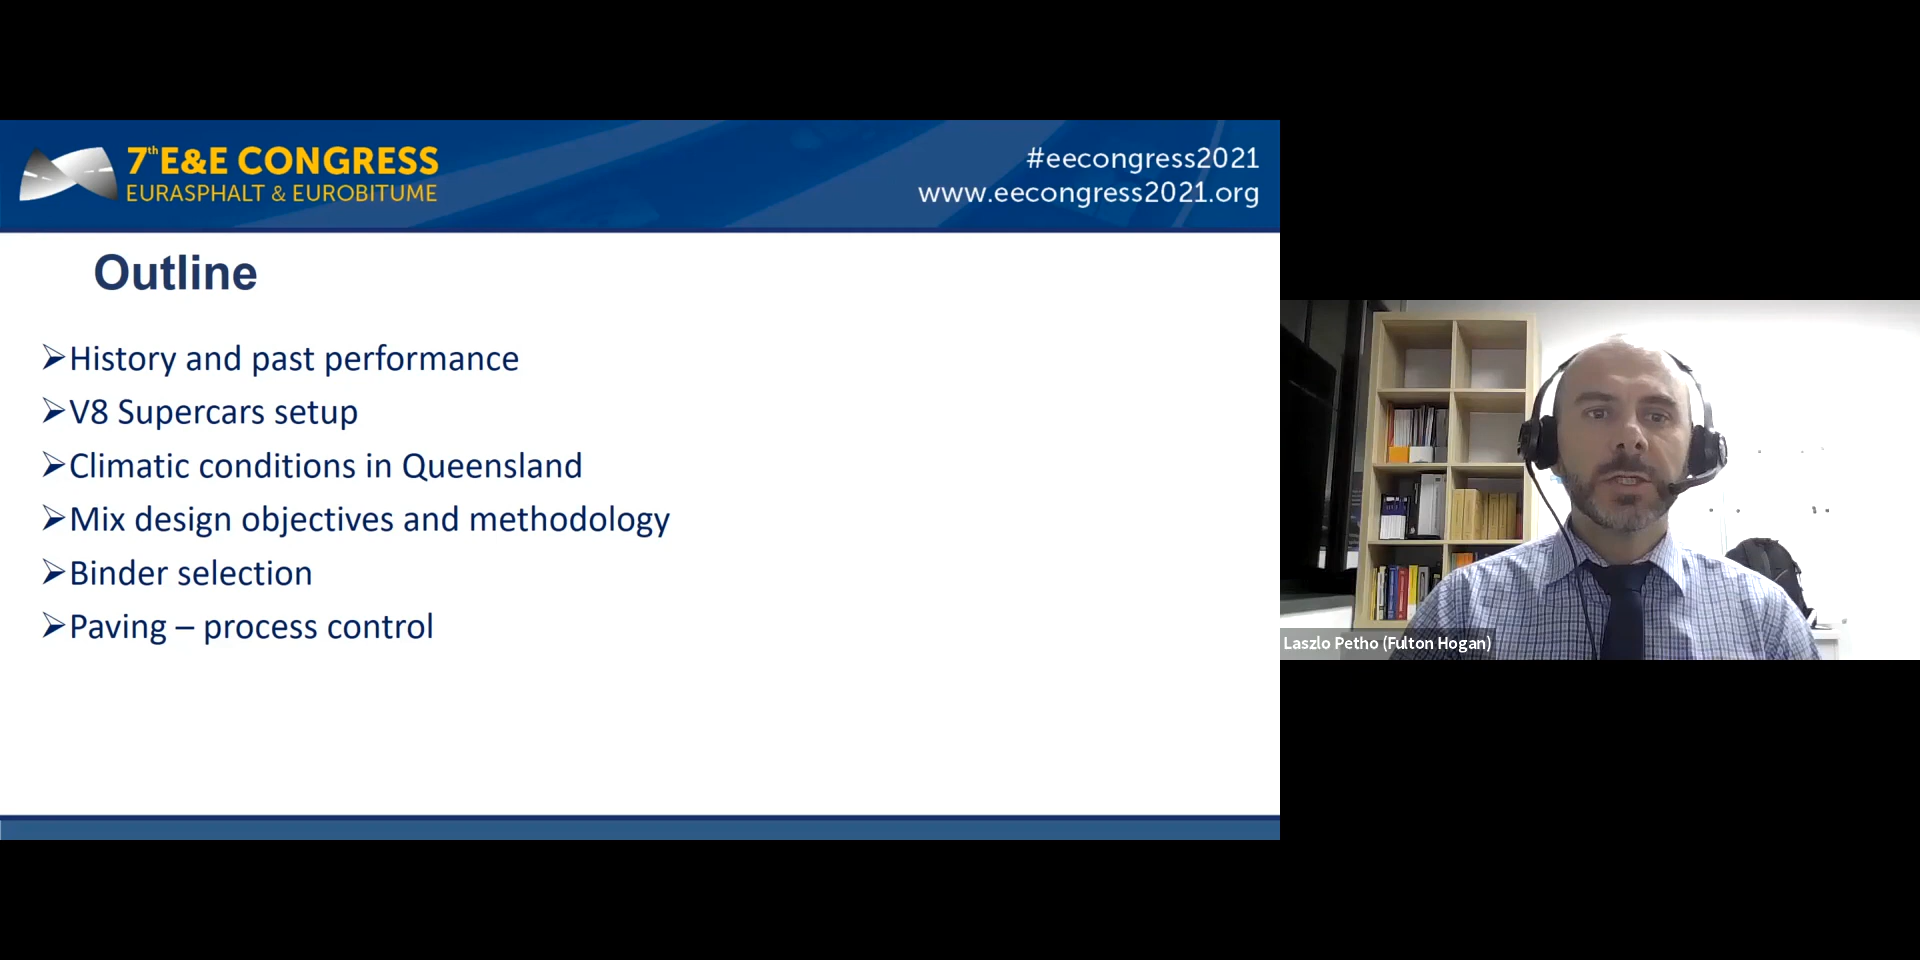 7th E&E CONGRESS
EURASPHALT & EUROBITUME
#eecongress2021
www.eecongress2021.org
Outline
➢History and past performance
➢V8 Supercars setup
➢Climatic conditions in Queensland
➢Mix design objectives and methodology
➢Binder selection
➢Paving – process control
Laszlo Petho (Fulton Hogan)